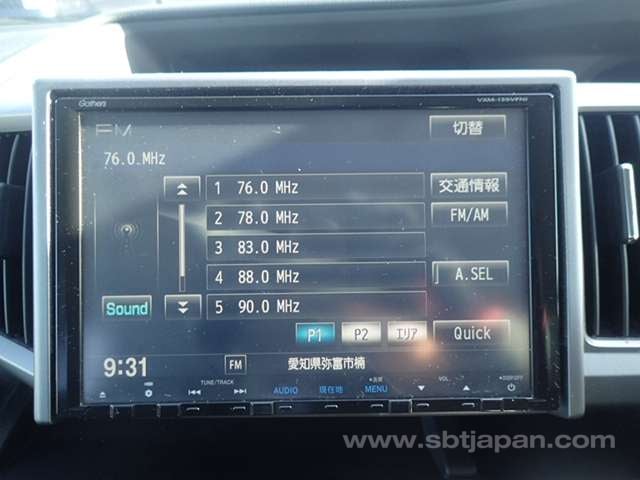 Gathers VXM-155VFNi
FM 切替
76.0.MHz
1 76.0 MHz 交通情報
2 78.0 MHz FM/AM
3 83.0 MHz
4 88.0 MHz A.SEL
5 90.0 MHz
Sound
P1 P2 エリア Quick
9:31 FM 愛知県弥富市楠
TUNE/TRACK AUDIO 現在地 MENU VOL
www.sbtjapan.com